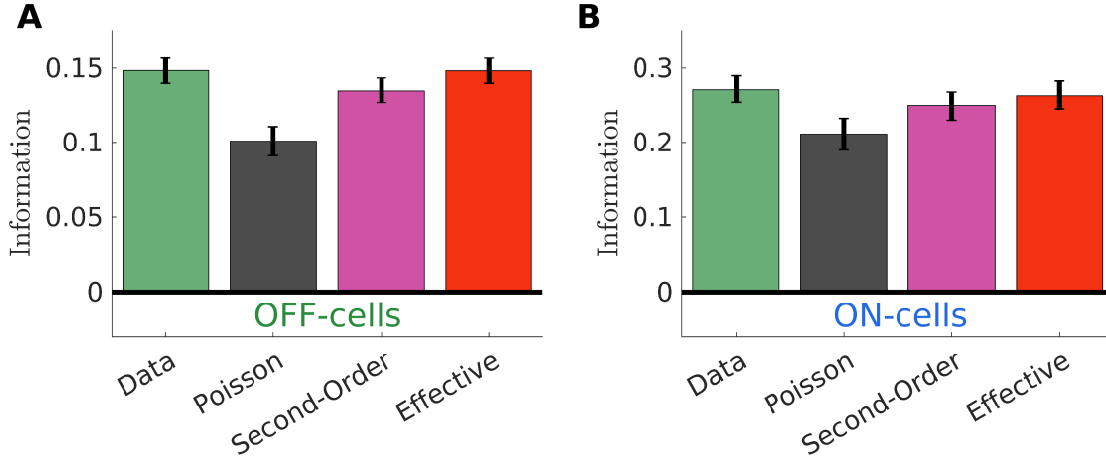 A
Information
0.15
0.1
0.05
0
OFF-cells
Data
Poisson
Second-Order
Effective
B
Information
0.3
0.2
0.1
0
ON-cells
Data
Poisson
Second-Order
Effective